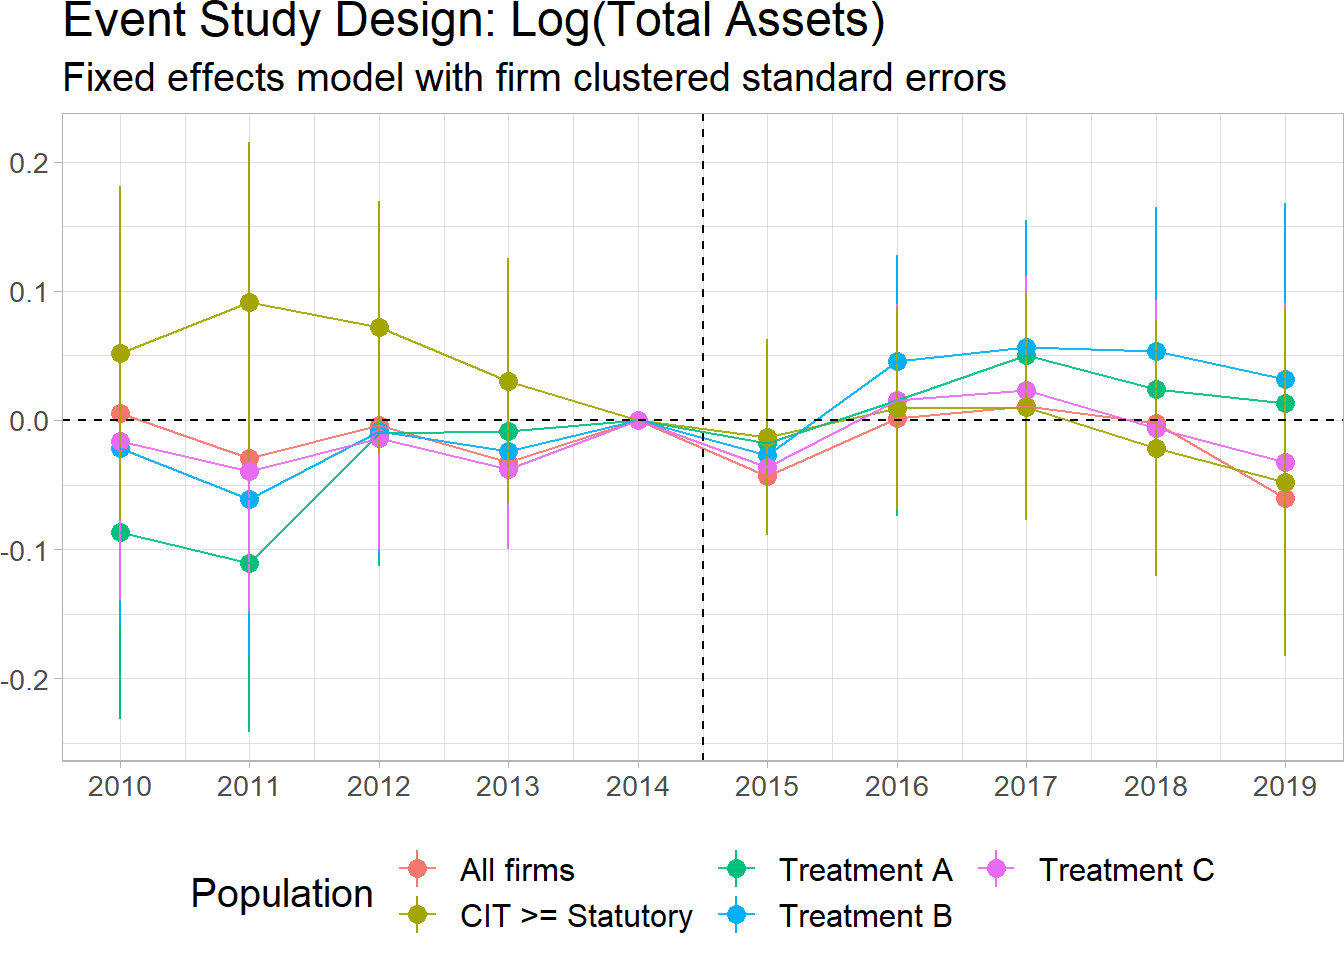 Event Study Design: Log(Total Assets)
Fixed effects model with firm clustered standard errors
0.2
0.1
0.0
-0.1
-0.2
2010 2011 2012 2013 2014 2015 2016 2017 2018 2019
Population
All firms Treatment A Treatment C
CIT >= Statutory Treatment B